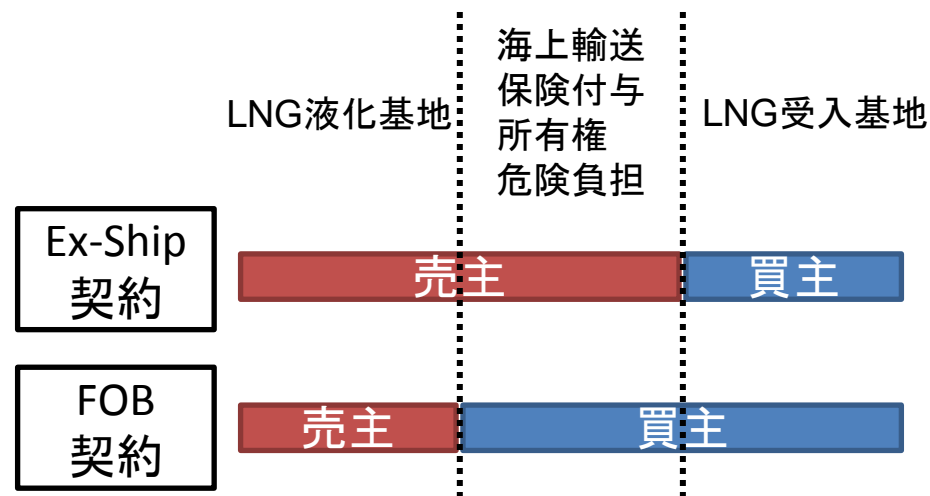 海上輸送
保険付与
所有権
危険負担
LNG液化基地
LNG受入基地
Ex-Ship
契約
売主
買主
FOB
契約
売主
買主